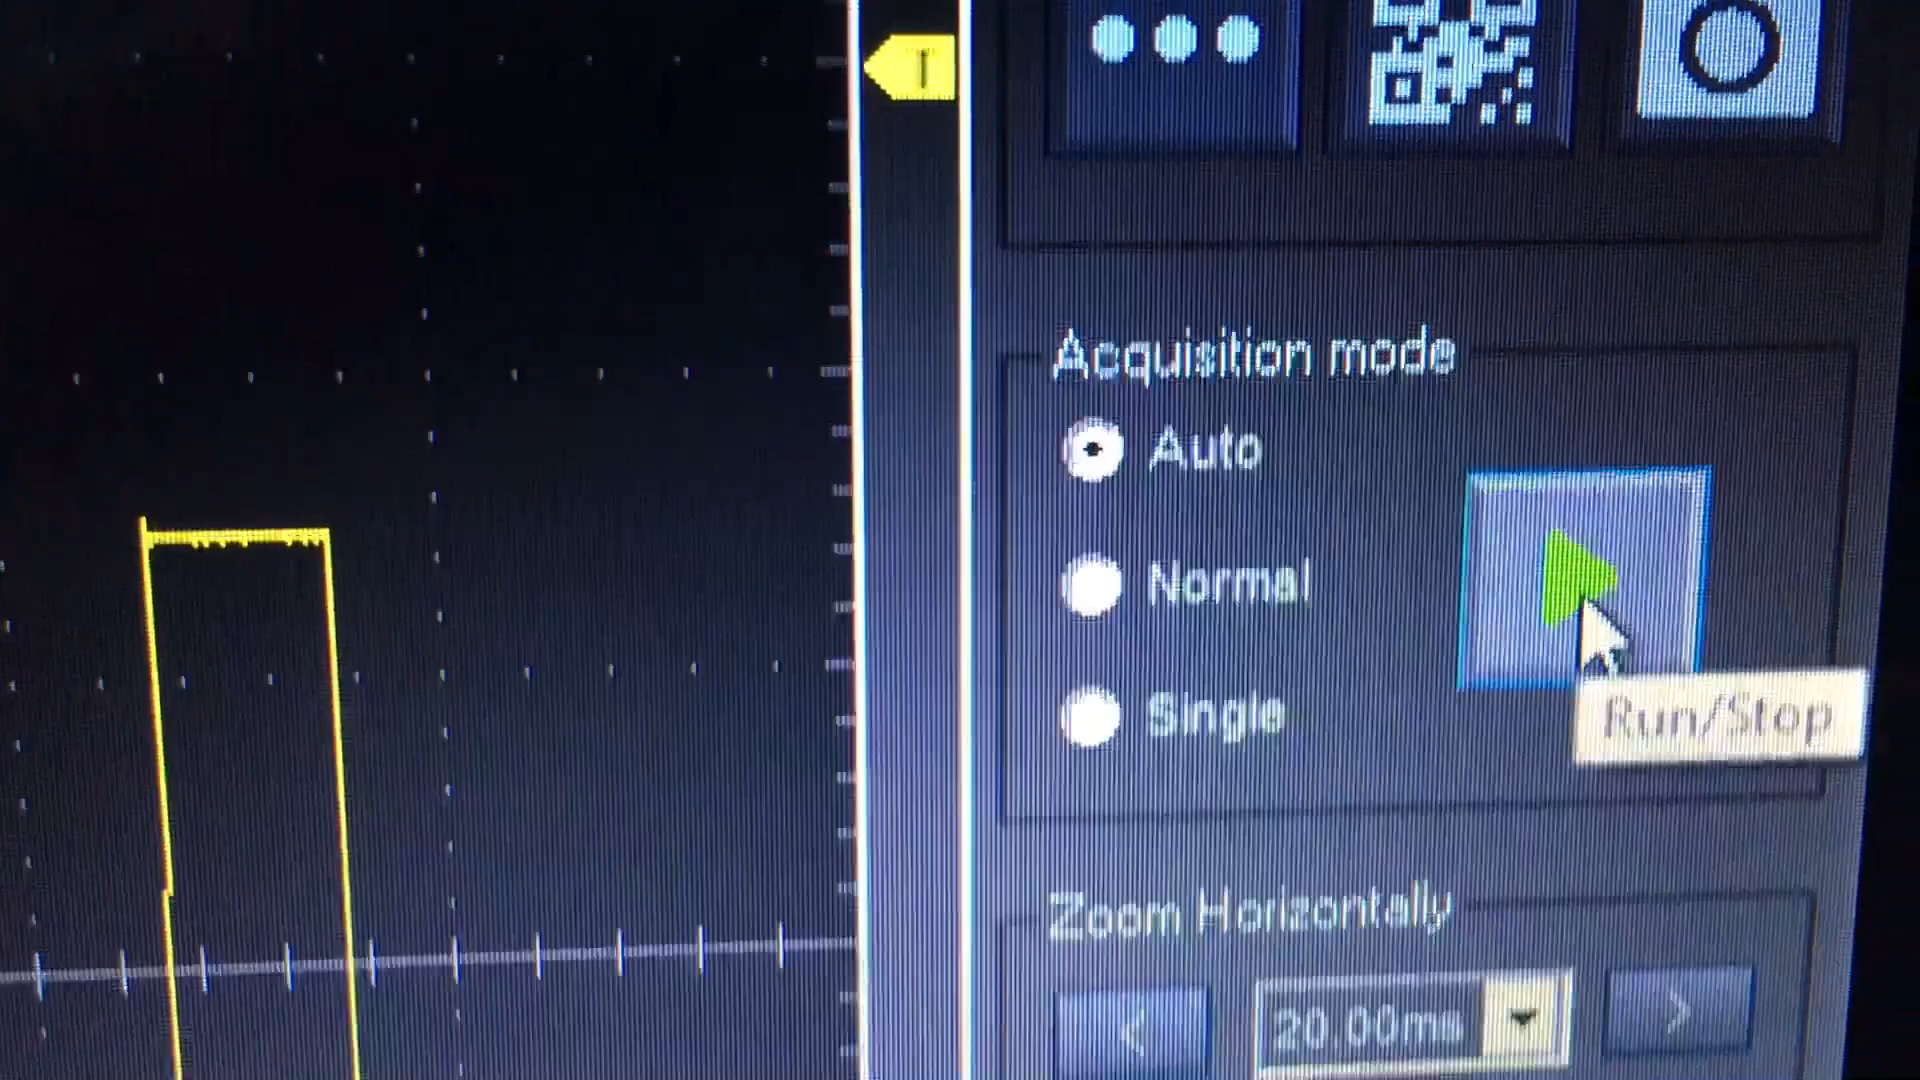 T
Acquisition mode
Auto
Normal
Single
Run/Stop
Zoom Horizontally
<
20.00ms
>